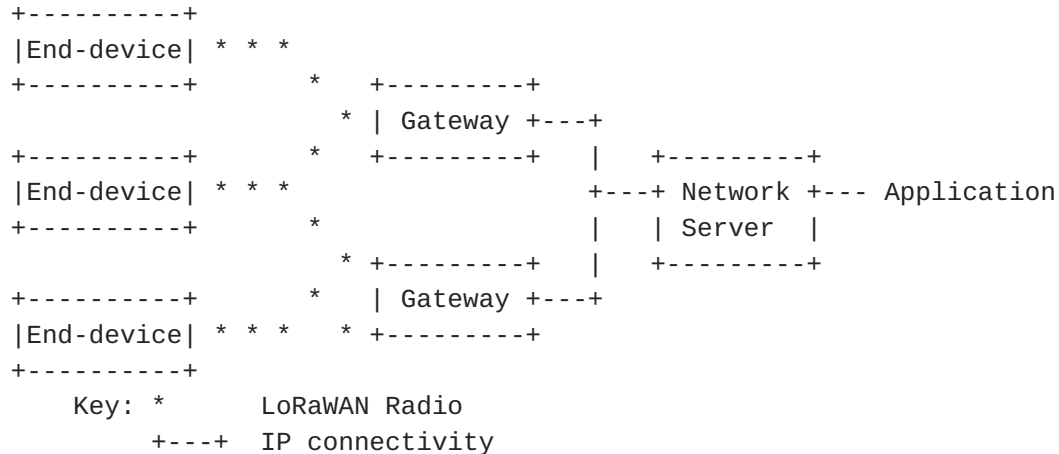 +----------+
|End-device| * * *
+----------+       *   +---------+
                     * | Gateway +---+
+----------+       *   +---------+   |   +---------+
|End-device| * * *                   +---+ Network +--- Application
+----------+       *                 |   | Server  |
                     * +---------+   |   +---------+
+----------+       *   | Gateway +---+
|End-device| * * *   * +---------+
+----------+
    Key: *      LoRaWAN Radio
         +---+  IP connectivity